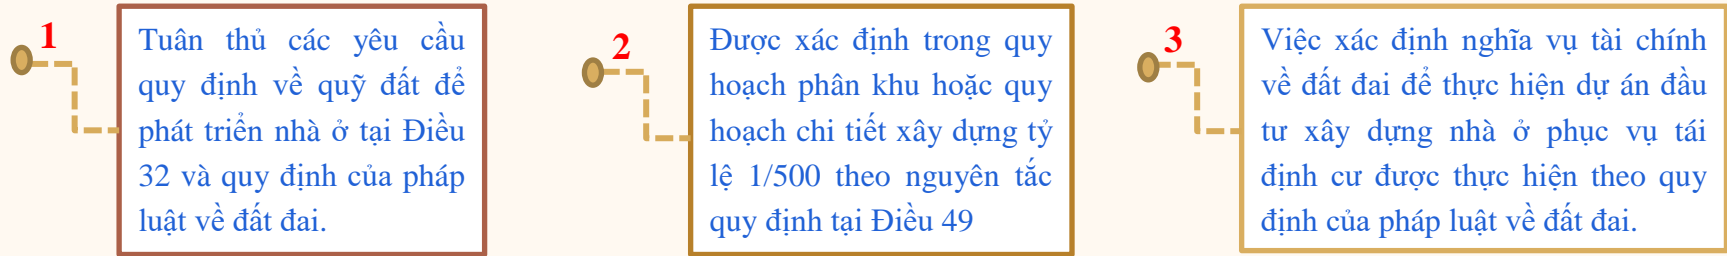 1
Tuân thủ các yêu cầu
quy định về quỹ đất để
phát triển nhà ở tại Điều
32 và quy định của pháp
luật về đất đai.
2
Được xác định trong quy
hoạch phân khu hoặc quy
hoạch chi tiết xây dựng tỷ
lệ 1/500 theo nguyên tắc
quy định tại Điều 49
3
Việc xác định nghĩa vụ tài chính
về đất đai để thực hiện dự án đầu
tư xây dựng nhà ở phục vụ tái
định cư được thực hiện theo quy
định của pháp luật về đất đai.